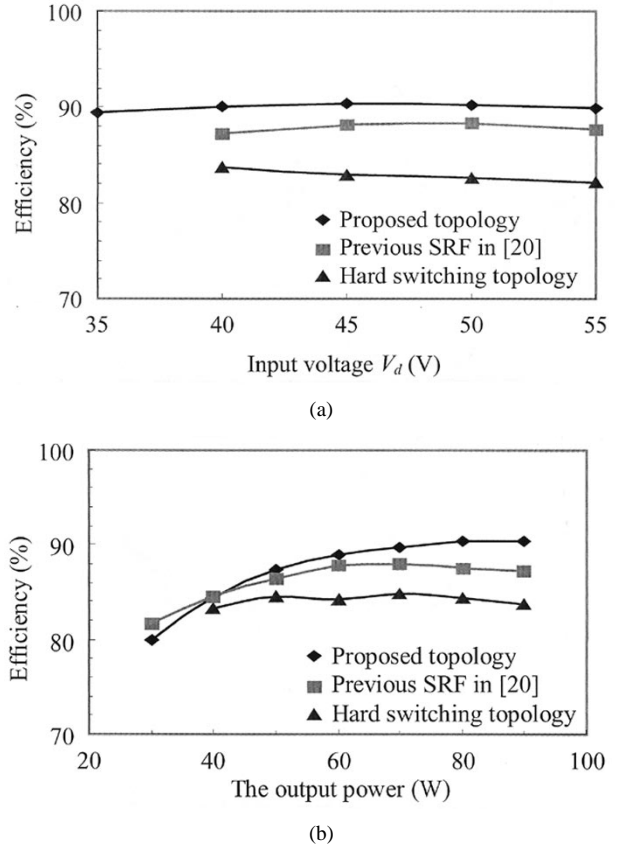 100
90
80
70
Efficiency (%)
Proposed topology
Previous SRF in [20]
Hard switching topology
35 40 45 50 55
Input voltage Vd (V)
(a)
100
90
80
70
Efficiency (%)
Proposed topology
Previous SRF in [20]
Hard switching topology
20 40 60 80 100
The output power (W)
(b)